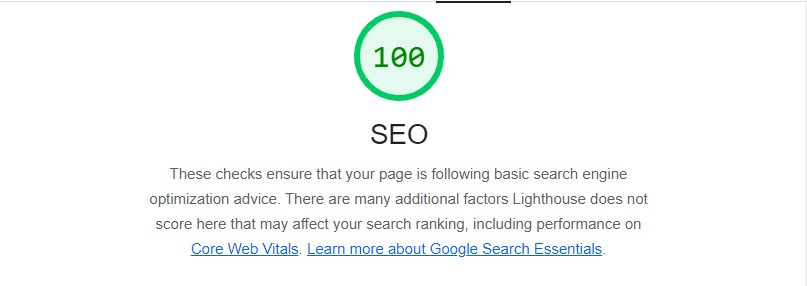 100
SEO
These checks ensure that your page is following basic search engine
optimization advice. There are many additional factors Lighthouse does not
score here that may affect your search ranking, including performance on
Core Web Vitals. Learn more about Google Search Essentials.